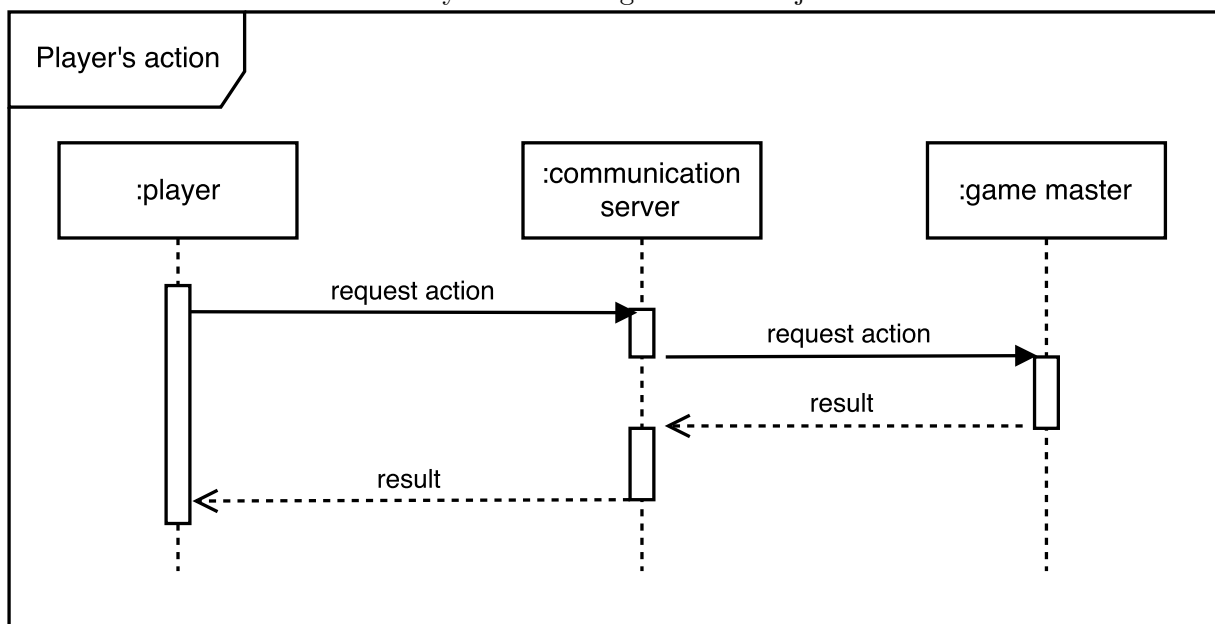 Player's action
:player
:communication
server
:game master
request action
request action
result
result